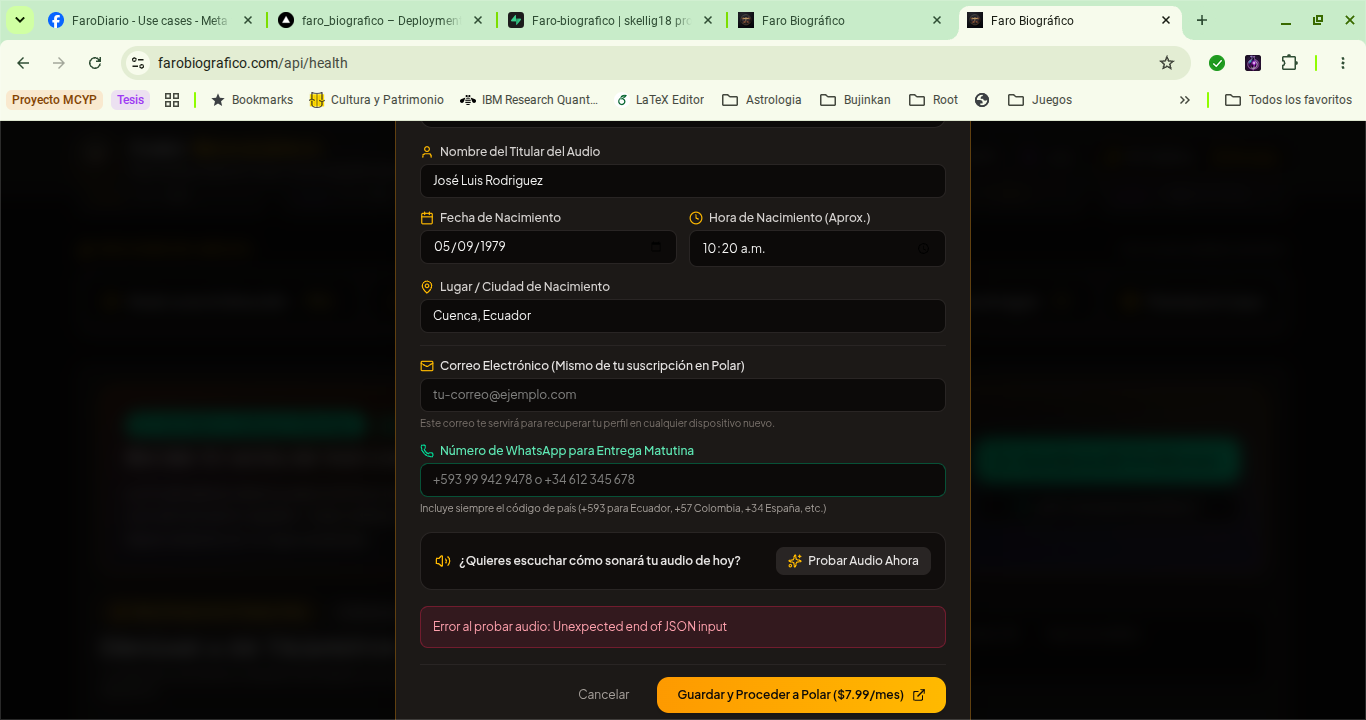 FaroDiario - Use cases - Meta
faro_biografico – Deployment
Faro-biografico | skellig18 pro
Faro Biográfico
Faro Biográfico
farobiografico.com/api/health
Proyecto MCYP
Tesis
Bookmarks
Cultura y Patrimonio
IBM Research Quant...
LaTeX Editor
Astrologia
Bujinkan
Root
Juegos
Todos los favoritos
Nombre del Titular del Audio
José Luis Rodriguez
Fecha de Nacimiento
Hora de Nacimiento (Aprox.)
05/09/1979
10:20 a.m.
Lugar / Ciudad de Nacimiento
Cuenca, Ecuador
Correo Electrónico (Mismo de tu suscripción en Polar)
tu-correo@ejemplo.com
Este correo te servirá para recuperar tu perfil en cualquier dispositivo nuevo.
Número de WhatsApp para Entrega Matutina
+593 99 942 9478 o +34 612 345 678
Incluye siempre el código de país (+593 para Ecuador, +57 Colombia, +34 España, etc.)
¿Quieres escuchar cómo sonará tu audio de hoy?
Probar Audio Ahora
Error al probar audio: Unexpected end of JSON input
Cancelar
Guardar y Proceder a Polar ($7.99/mes)